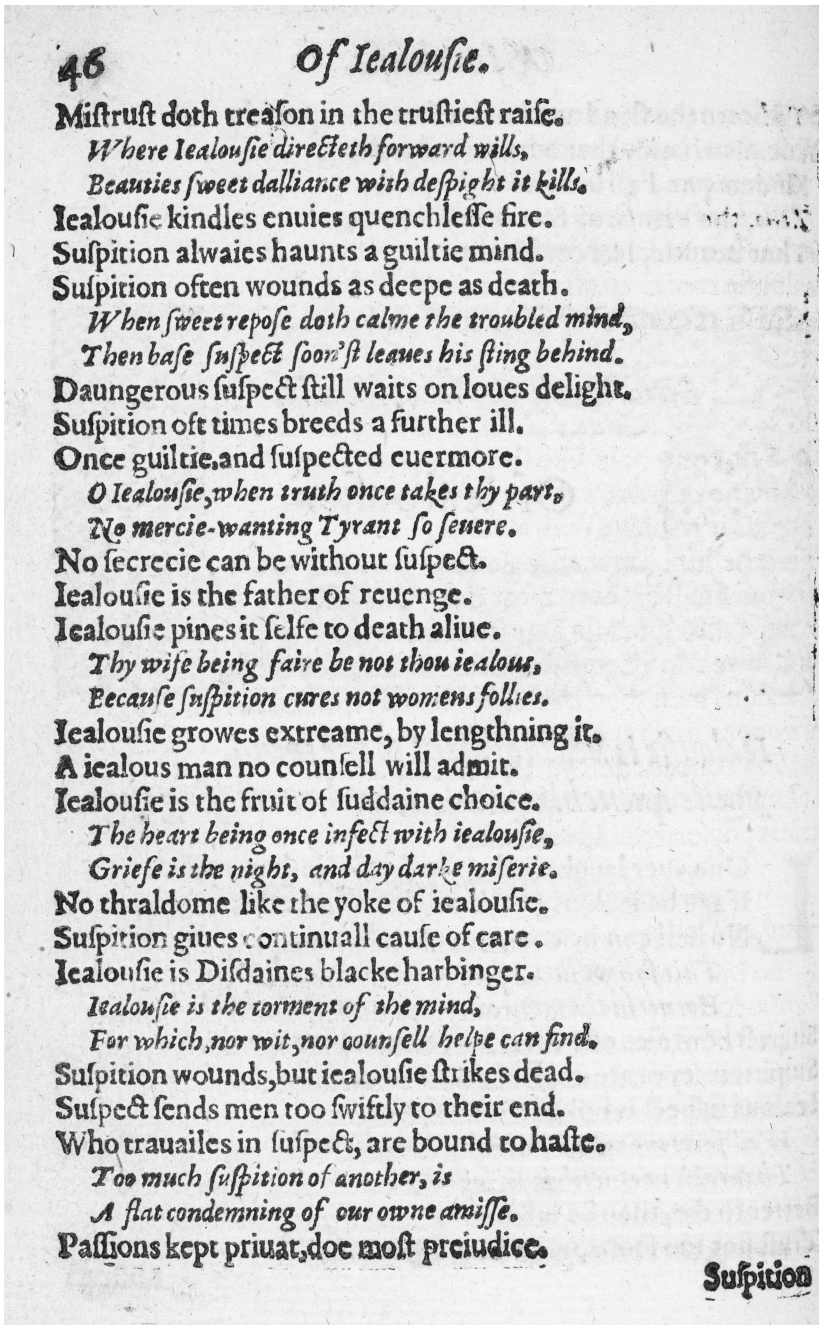 46 Of Iealousie.
Mistrust doth treason in the trustiest raise.
Where Iealousie directeth forward wills,
Beauties sweet dalliance with despight it kills.
Iealousie kindles enuies quenchlesse fire.
Suspition alwaies haunts a guiltie mind.
Suspition often wounds as deepe as death.
When sweet repose doth calme the troubled mind,
Then base suspect soon'st leaues his sting behind.
Daungerous suspect still waits on loues delight.
Suspition oft times breeds a further ill.
Once guiltie, and suspected euermore.
O Iealousie, when truth once takes thy part,
No mercie-wanting Tyrant so seuere.
No secrecie can be without suspect.
Iealousie is the father of reuenge.
Iealousie pines it selfe to death aliue.
Thy wife being faire be not thou iealous,
Because suspition cures not womens follies.
Iealousie growes extreame, by lengthning it.
A iealous man no counsell will admit.
Iealousie is the fruit of suddaine choice.
The heart being once infect with iealousie,
Griefe is the night, and day darke miserie.
No thraldome like the yoke of iealousie.
Suspition giues continuall cause of care.
Iealousie is Disdaines blacke harbinger.
Iealousie is the torment of the mind,
For which, nor wit, nor counsell helpe can find.
Suspition wounds, but iealousie strikes dead.
Suspect sends men too swiftly to their end.
Who trauailes in suspect, are bound to haste.
Too much suspition of another, is
A flat condemning of our owne amisse.
Passions kept priuat, doe most preiudice.
Suspition